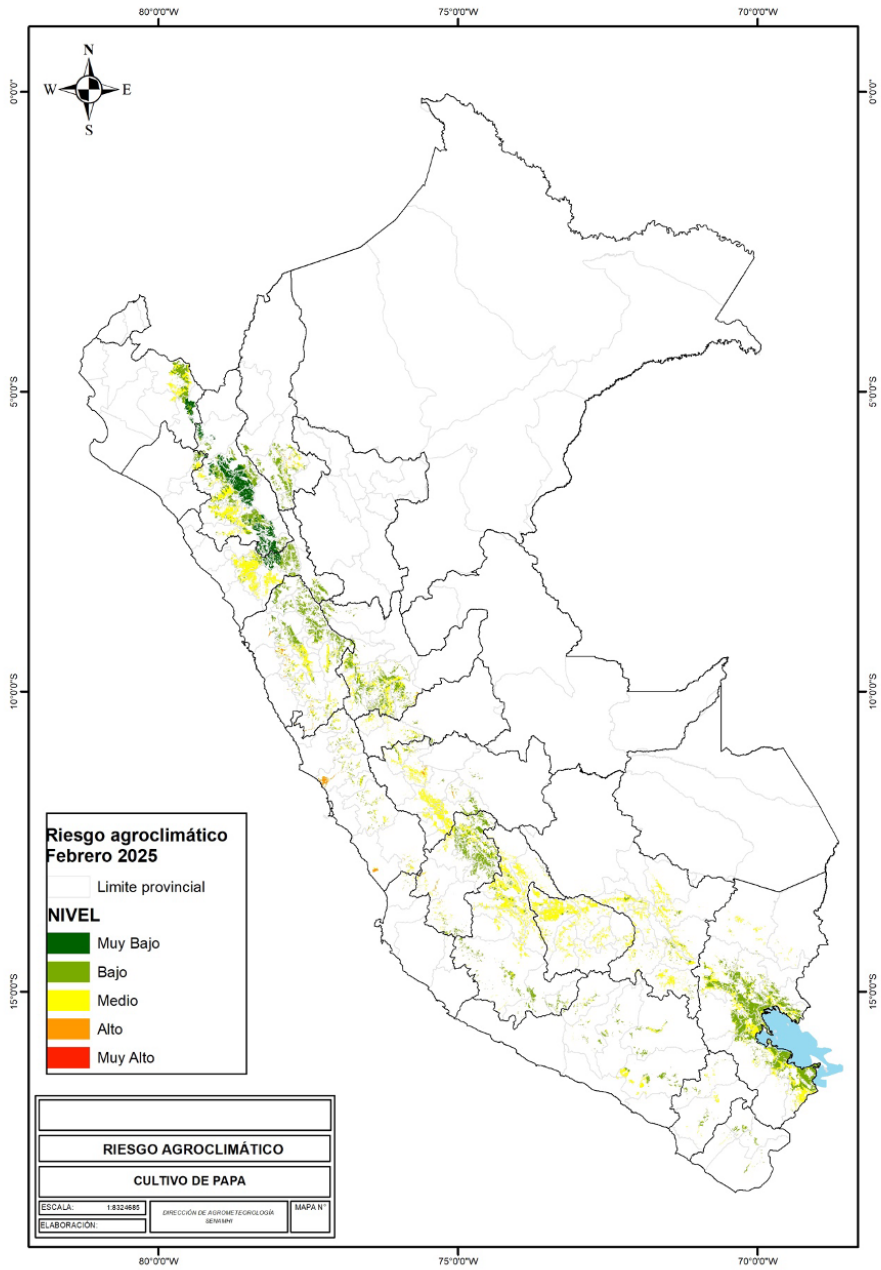 80°0'0"W 75°0'0"W 70°0'0"W
N
W E
S
0°0'0" 0°0'0"
5°0'0"S 5°0'0"S
10°0'0"S 10°0'0"S
15°0'0"S 15°0'0"S
Riesgo agroclimático
Febrero 2025
Limite provincial
NIVEL
Muy Bajo
Bajo
Medio
Alto
Muy Alto
RIESGO AGROCLIMÁTICO
CULTIVO DE PAPA
ESCALA: 1:8324685
ELABORACIÓN:
DIRECCIÓN DE AGROMETEOROLOGÍA
SENAMHI
MAPA N°
80°0'0"W 75°0'0"W 70°0'0"W